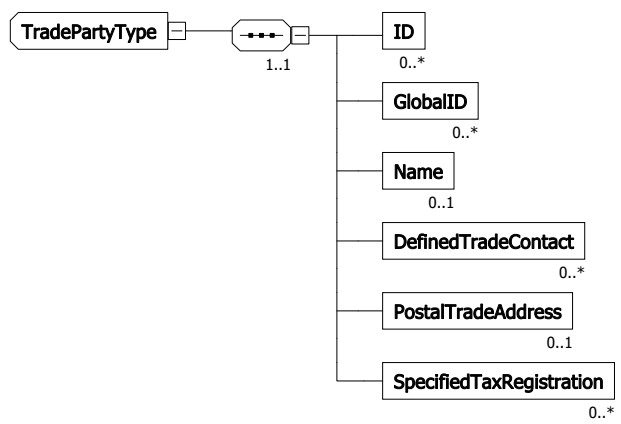 TradePartyType
1..1
ID
0..*
GlobalID
0..*
Name
0..1
DefinedTradeContact
0..*
PostalTradeAddress
0..1
SpecifiedTaxRegistration
0..*